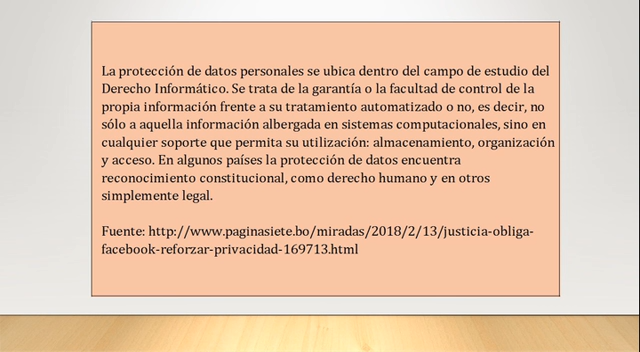 La protección de datos personales se ubica dentro del campo de estudio del
Derecho Informático. Se trata de la garantía o la facultad de control de la
propia información frente a su tratamiento automatizado o no, es decir, no
sólo a aquella información albergada en sistemas computacionales, sino en
cualquier soporte que permita su utilización: almacenamiento, organización
y acceso. En algunos países la protección de datos encuentra
reconocimiento constitucional, como derecho humano y en otros
simplemente legal.
Fuente: http://www.paginasiete.bo/miradas/2018/2/13/justicia-obliga-
facebook-reforzar-privacidad-169713.html